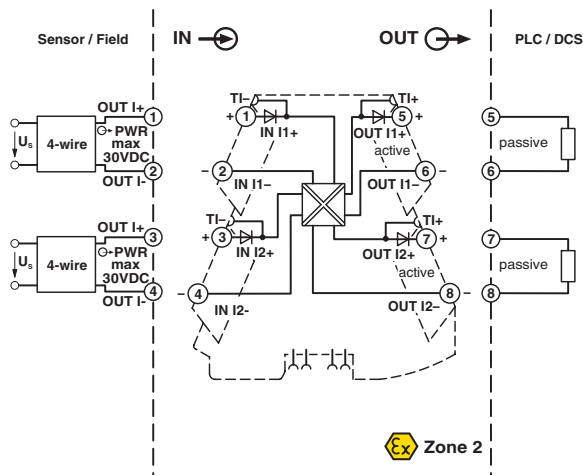 Sensor / Field
IN
OUT
PLC / DCS
OUT I+
1
4-wire
PWR
max
30VDC
Us
OUT I-
2
TI–
+
1
IN I1+
TI+
5
+
OUT I1+
active
2
–
IN I1–
6
–
OUT I1–
5
passive
6
OUT I+
3
4-wire
PWR
max
30VDC
Us
OUT I-
4
TI–
+
3
IN I2+
TI+
7
+
OUT I2+
active
–
4
IN I2-
8
–
OUT I2–
7
passive
8
Ex Zone 2